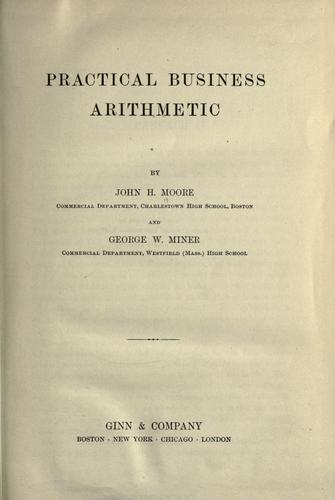 PRACTICAL BUSINESS
ARITHMETIC
BY
JOHN H. MOORE
COMMERCIAL DEPARTMENT, CHARLESTOWN HIGH SCHOOL, BOSTON
AND
GEORGE W. MINER
COMMERCIAL DEPARTMENT, WESTFIELD (MASS.) HIGH SCHOOL
GINN & COMPANY
BOSTON · NEW YORK · CHICAGO · LONDON